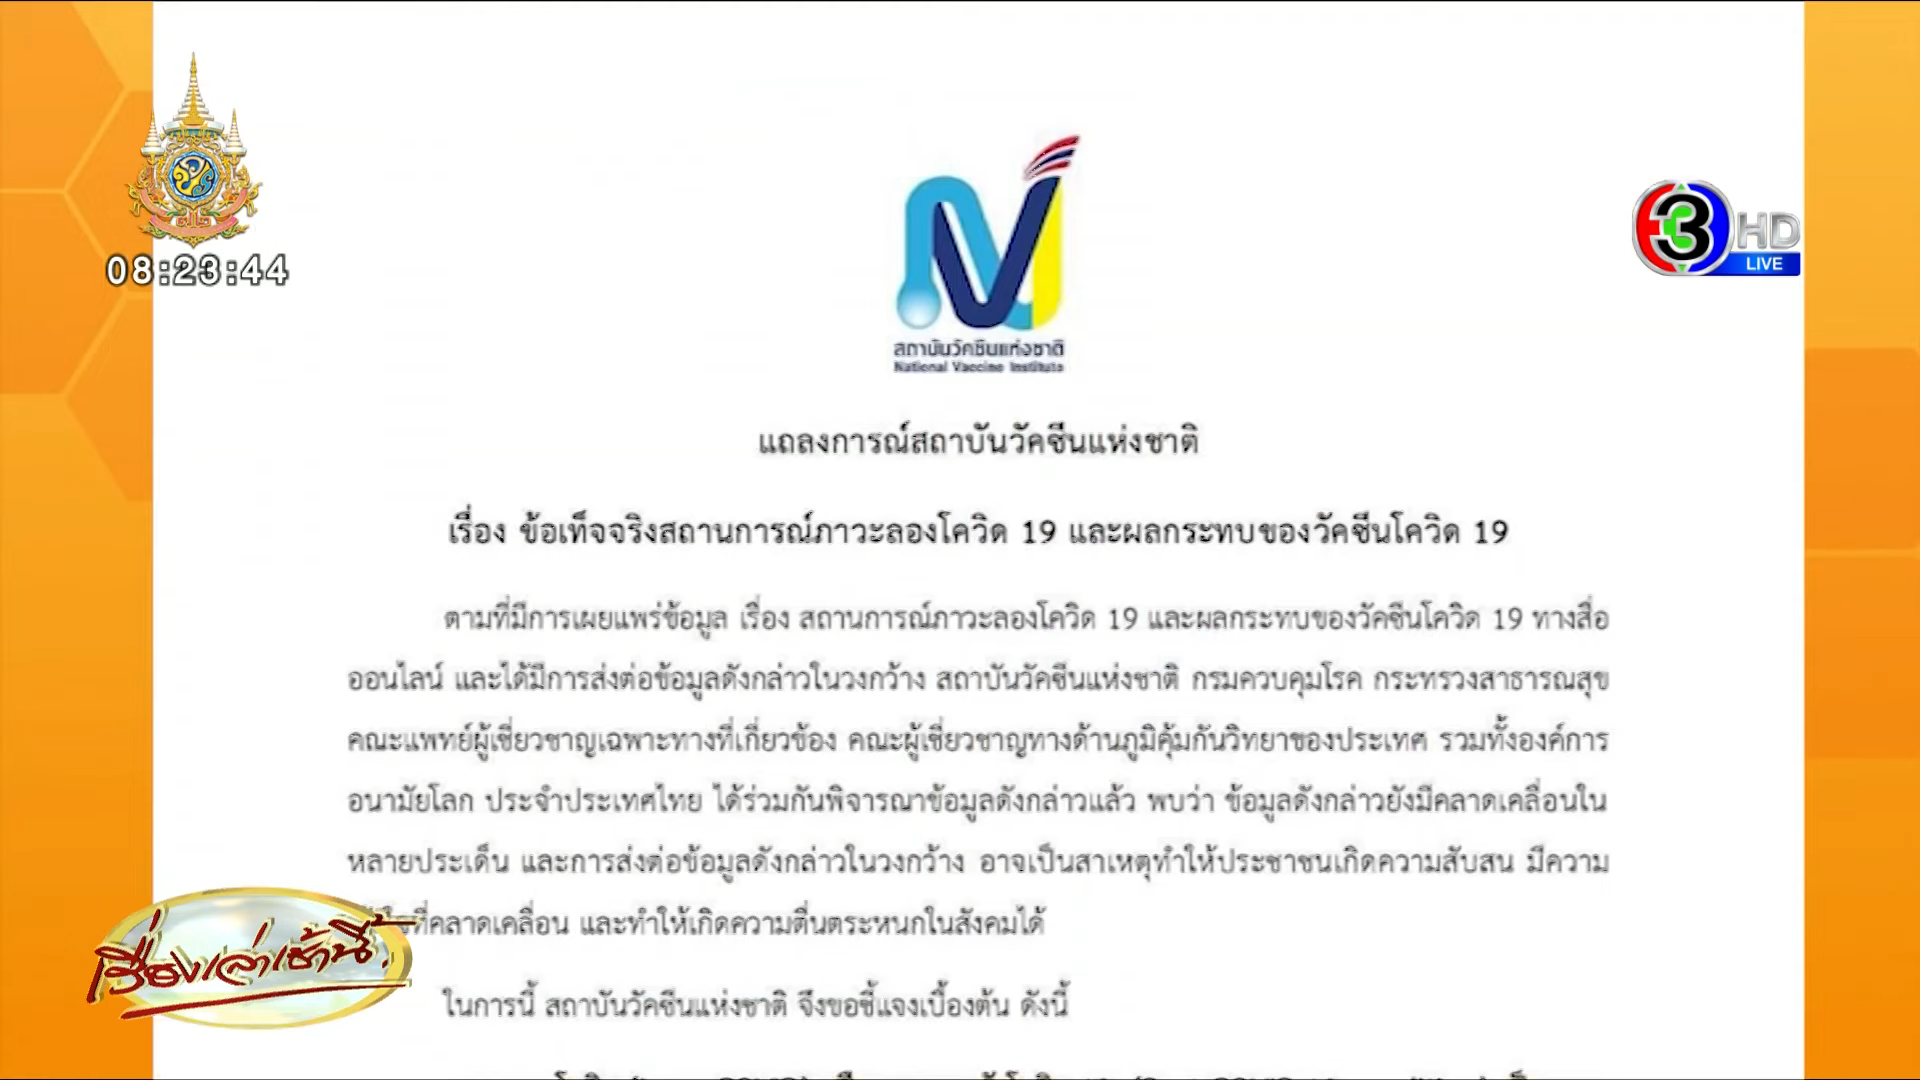 08:23:44
3 HD
LIVE
สถาบันวัคซีนแห่งชาติ
National Vaccine Institute
แถลงการณ์สถาบันวัคซีนแห่งชาติ
เรื่อง ข้อเท็จจริงสถานการณ์ภาวะลองโควิด 19 และผลกระทบของวัคซีนโควิด 19
ตามที่มีการเผยแพร่ข้อมูล เรื่อง สถานการณ์ภาวะลองโควิด 19 และผลกระทบของวัคซีนโควิด 19 ทางสื่อ
ออนไลน์ และได้มีการส่งต่อข้อมูลดังกล่าวในวงกว้าง สถาบันวัคซีนแห่งชาติ กรมควบคุมโรค กระทรวงสาธารณสุข
คณะแพทย์ผู้เชี่ยวชาญเฉพาะทางที่เกี่ยวข้อง คณะผู้เชี่ยวชาญทางด้านภูมิคุ้มกันวิทยาของประเทศ รวมทั้งองค์การ
อนามัยโลก ประจำประเทศไทย ได้ร่วมกันพิจารณาข้อมูลดังกล่าวแล้ว พบว่า ข้อมูลดังกล่าวยังมีคลาดเคลื่อนใน
หลายประเด็น และการส่งต่อข้อมูลดังกล่าวในวงกว้าง อาจเป็นสาเหตุทำให้ประชาชนเกิดความสับสน มีความ
ที่คลาดเคลื่อน และทำให้เกิดความตื่นตระหนกในสังคมได้
เรื่องเล่าเช้านี้
ในการนี้ สถาบันวัคซีนแห่งชาติ จึงขอชี้แจงเบื้องต้น ดังนี้